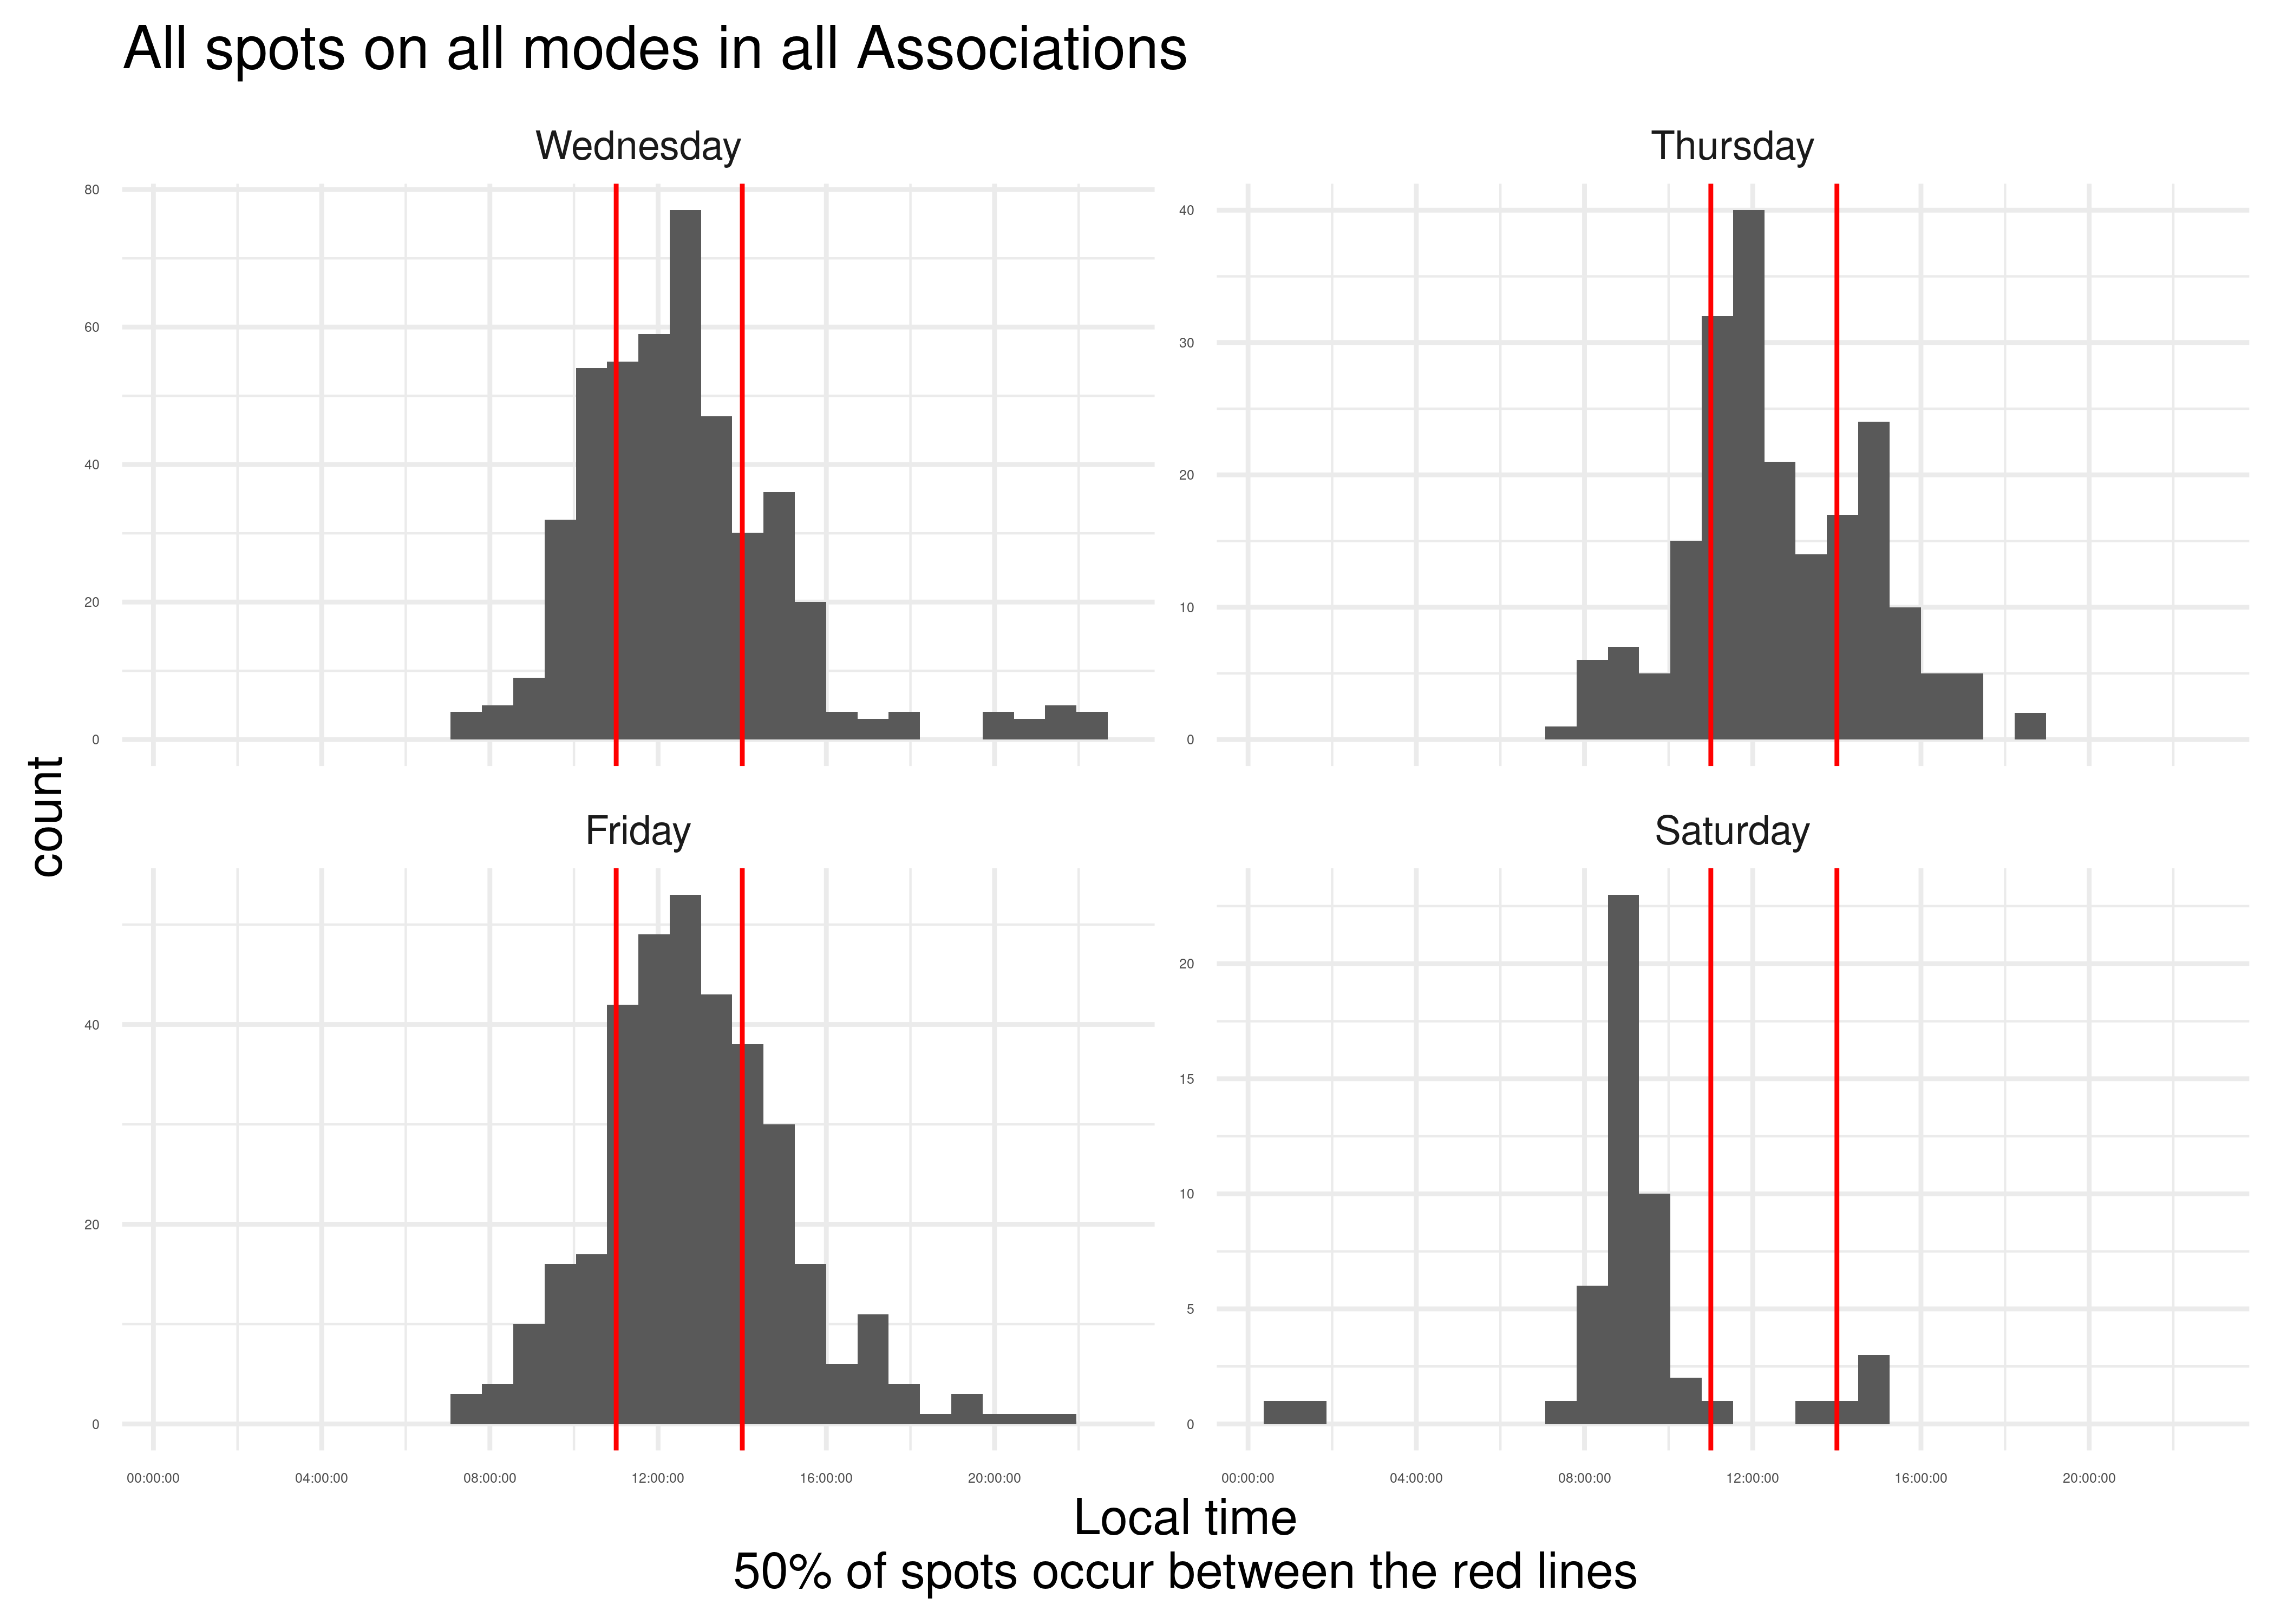 All spots on all modes in all Associations
Wednesday
Thursday
80
60
40
20
0
40
30
20
10
0
count
Friday
Saturday
40
20
0
20
15
10
5
0
00:00:00 04:00:00 08:00:00 12:00:00 16:00:00 20:00:00
00:00:00 04:00:00 08:00:00 12:00:00 16:00:00 20:00:00
Local time
50% of spots occur between the red lines